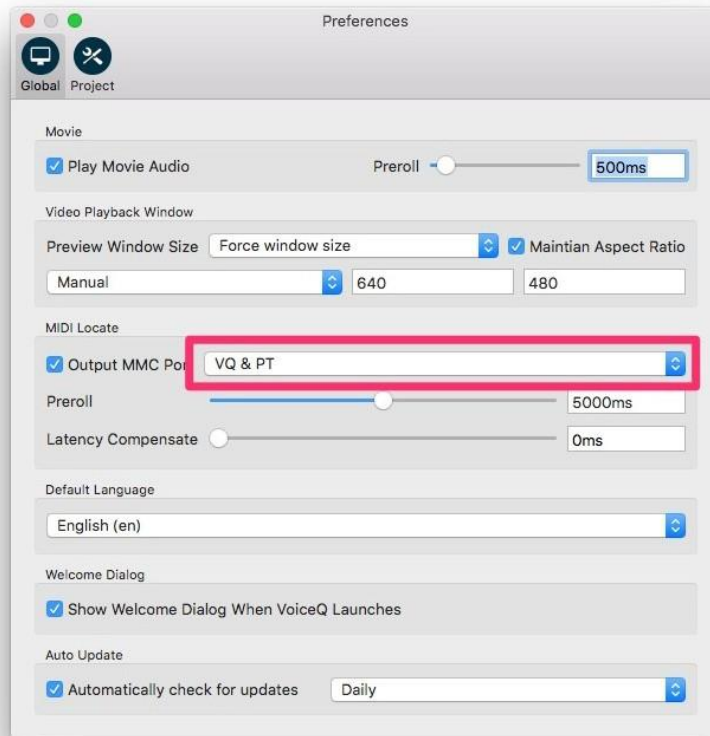 Preferences
Global Project
Movie
Play Movie Audio Preroll 500ms
Video Playback Window
Preview Window Size Force window size Maintian Aspect Ratio
Manual 640 480
MIDI Locate
Output MMC Por VQ & PT
Preroll 5000ms
Latency Compensate 0ms
Default Language
English (en)
Welcome Dialog
Show Welcome Dialog When VoiceQ Launches
Auto Update
Automatically check for updates Daily